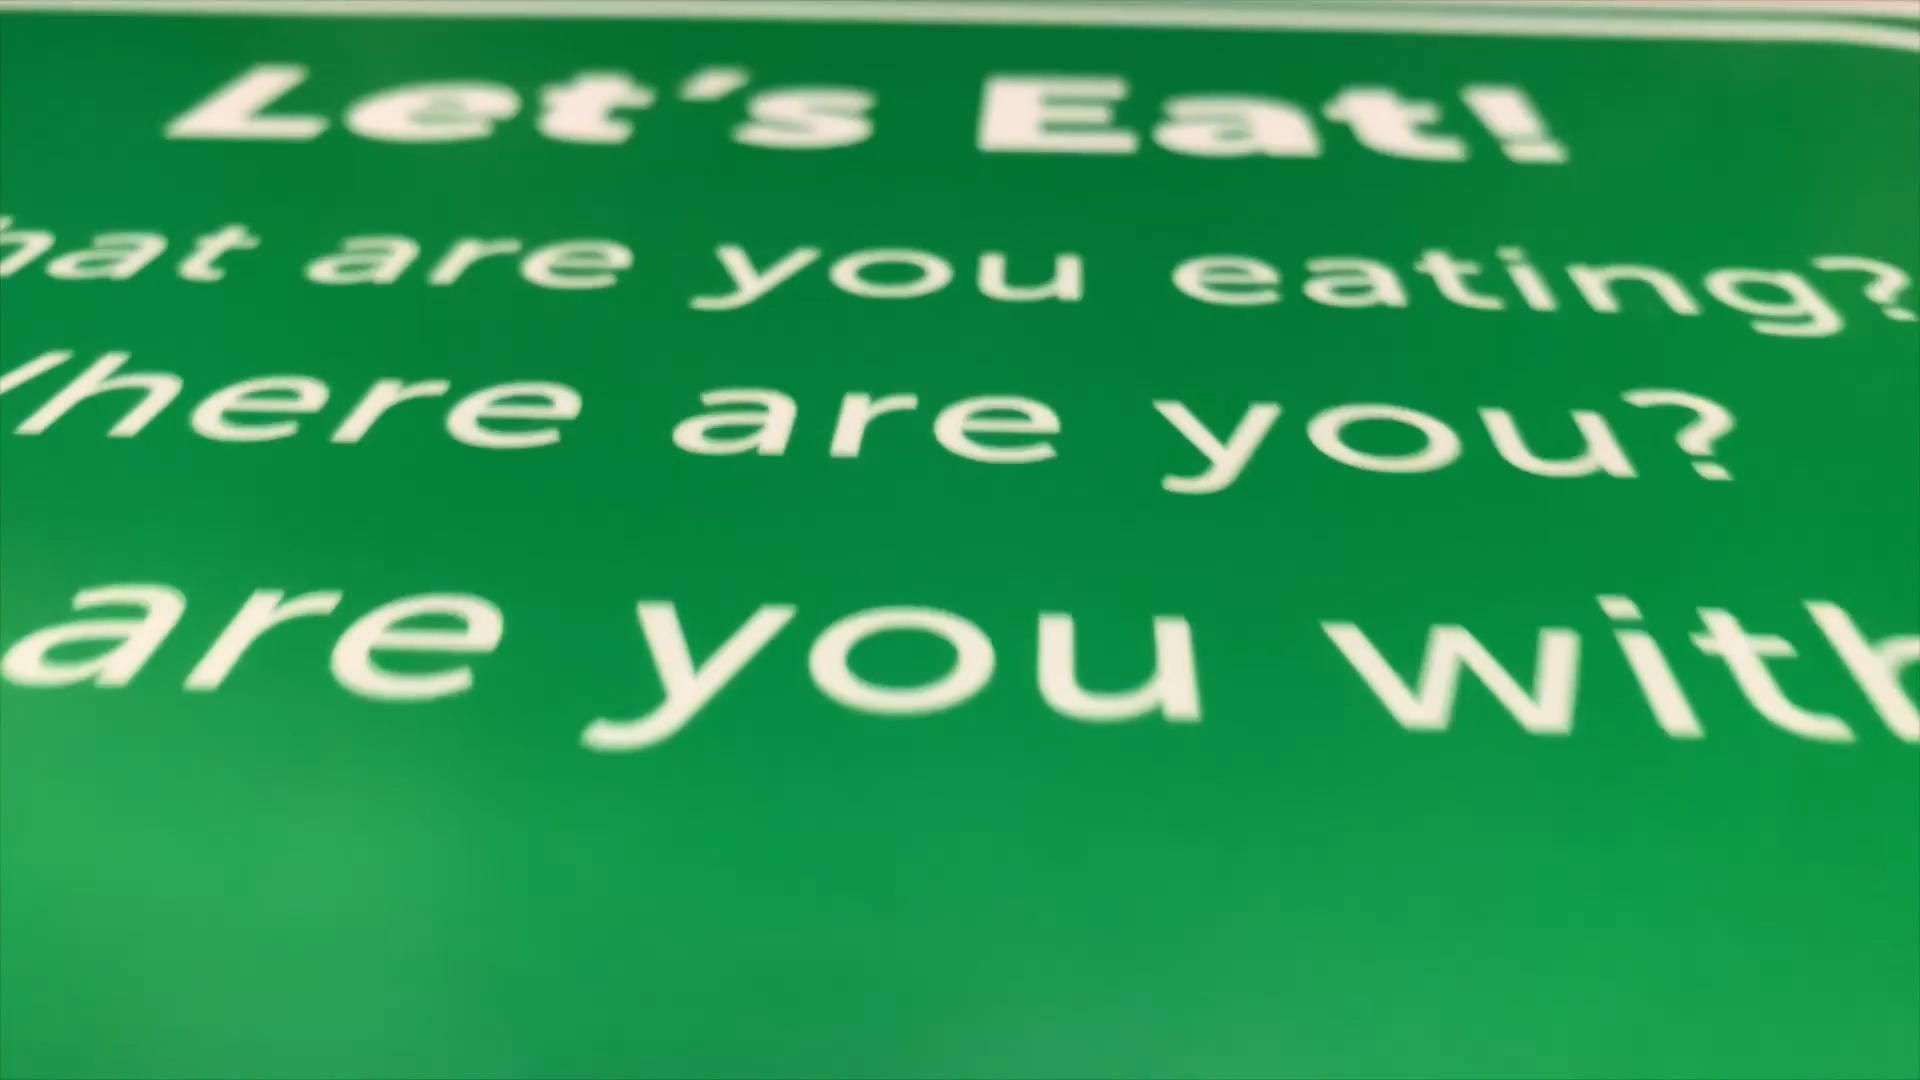 Let's Eat!
hat are you eating?
here are you?
are you with